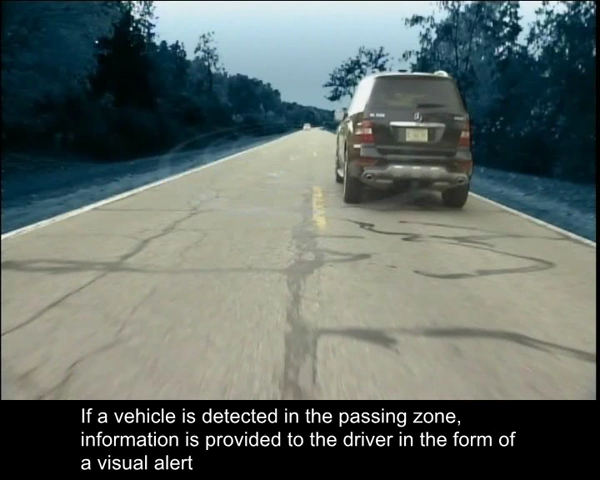 If a vehicle is detected in the passing zone,
information is provided to the driver in the form of
a visual alert